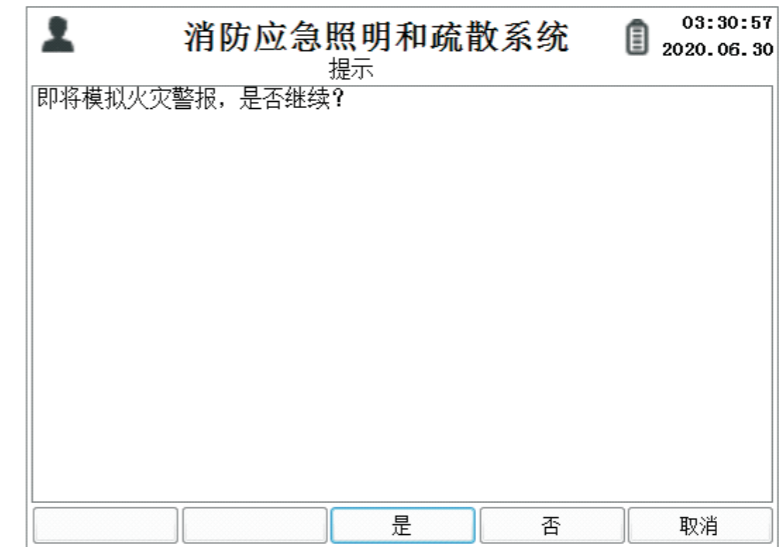 消防应急照明和疏散系统
03:30:57
2020.06.30
提示
即将模拟火灾警报，是否继续?
是
否
取消